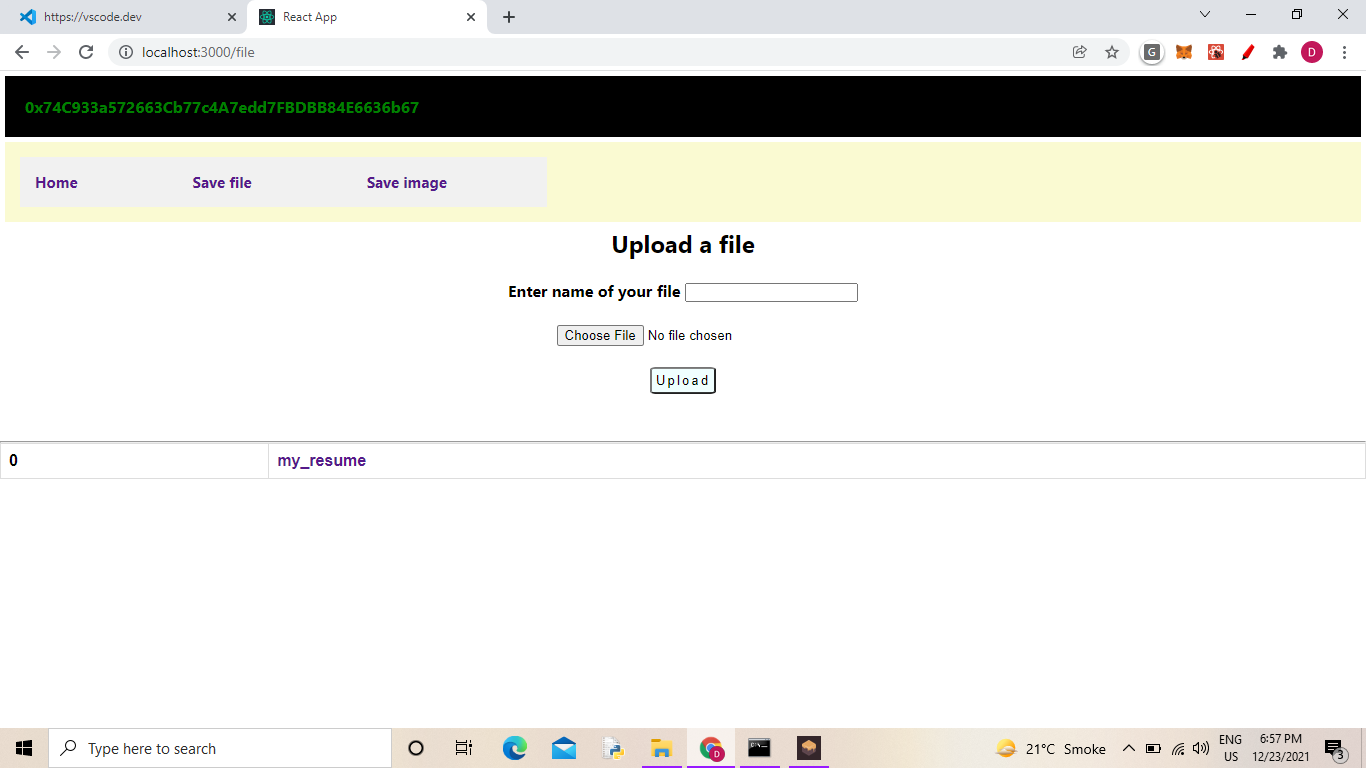 https://vscode.dev
React App
localhost:3000/file
G
D
0x74C933a572663Cb77c4A7edd7FBDBB84E6636b67
Home Save file Save image
Upload a file
Enter name of your file
Choose File No file chosen
Upload
0 my_resume
Type here to search
D
21°C Smoke
ENG
US
6:57 PM
12/23/2021
3